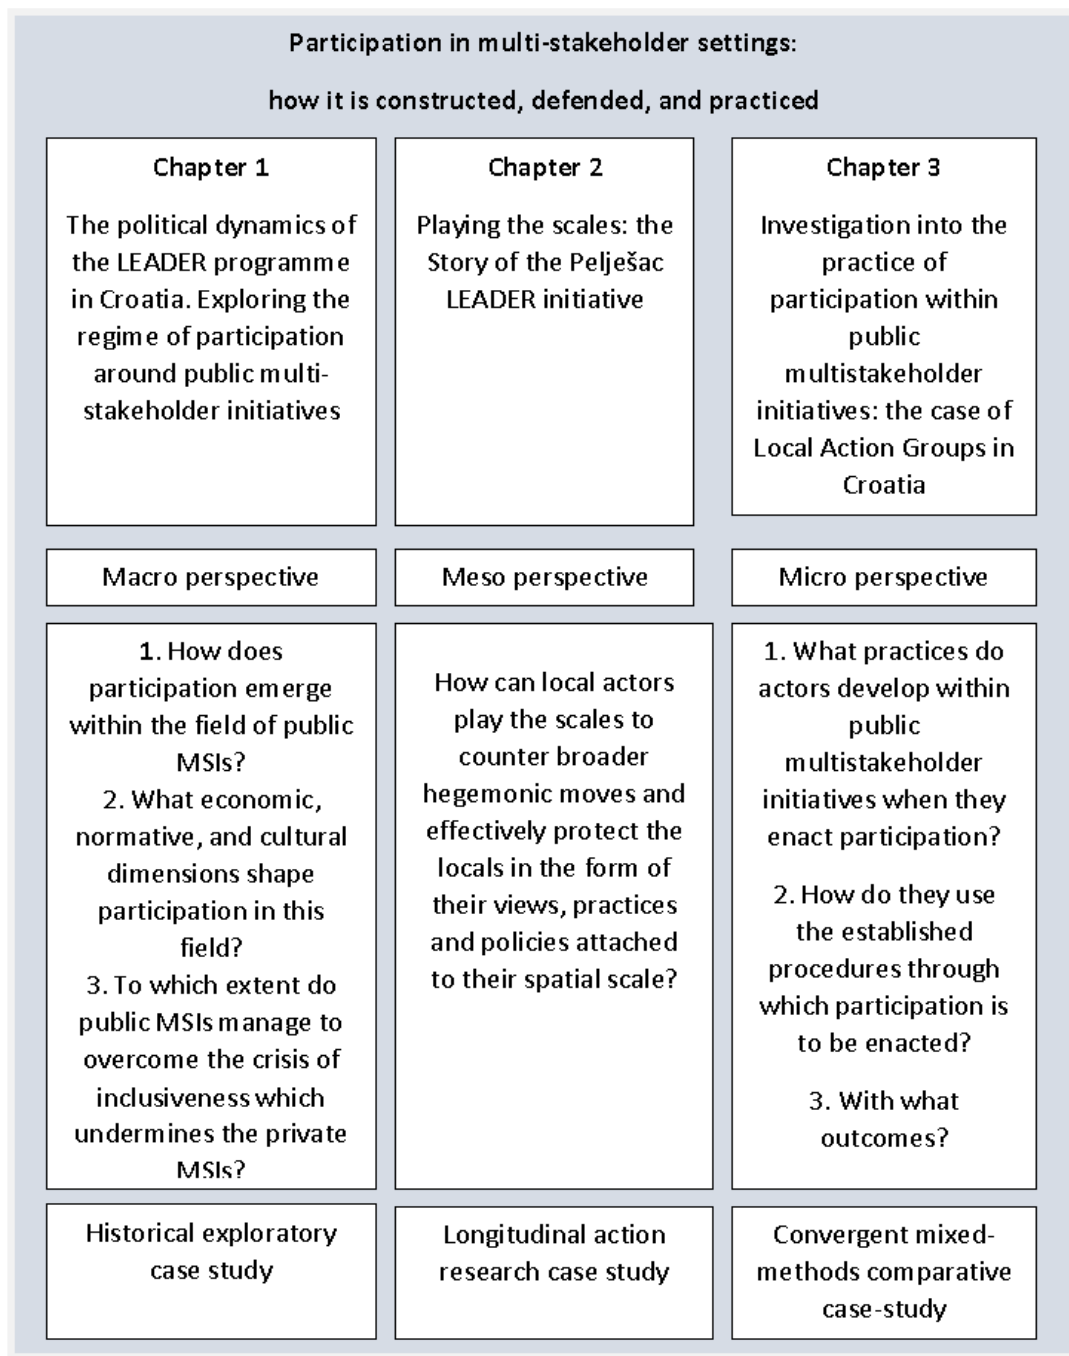 Participation in multi-stakeholder settings:
how it is constructed, defended, and practiced
Chapter 1
The political dynamics of
the LEADER programme
in Croatia. Exploring the
regime of participation
around public multi-
stakeholder initiatives
Chapter 2
Playing the scales: the
Story of the Pelješac
LEADER initiative
Chapter 3
Investigation into the
practice of
participation within
public
multistakeholder
initiatives: the case of
Local Action Groups in
Croatia
Macro perspective
Meso perspective
Micro perspective
1. How does
participation emerge
within the field of public
MSIs?
2. What economic,
normative, and cultural
dimensions shape
participation in this
field?
3. To which extent do
public MSIs manage to
overcome the crisis of
inclusiveness which
undermines the private
MSIs?
How can local actors
play the scales to
counter broader
hegemonic moves and
effectively protect the
locals in the form of
their views, practices
and policies attached
to their spatial scale?
1. What practices do
actors develop within
public
multistakeholder
initiatives when they
enact participation?
2. How do they use
the established
procedures through
which participation is
to be enacted?
3. With what
outcomes?
Historical exploratory
case study
Longitudinal action
research case study
Convergent mixed-
methods comparative
case-study